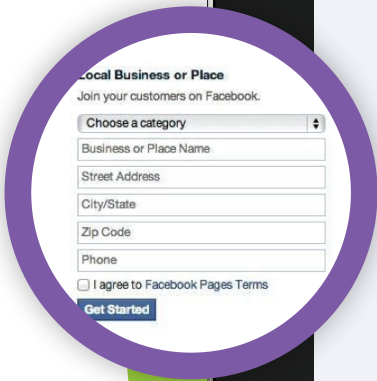 Local Business or Place
Join your customers on Facebook.
Choose a category
Business or Place Name
Street Address
City/State
Zip Code
Phone
I agree to Facebook Pages Terms
Get Started